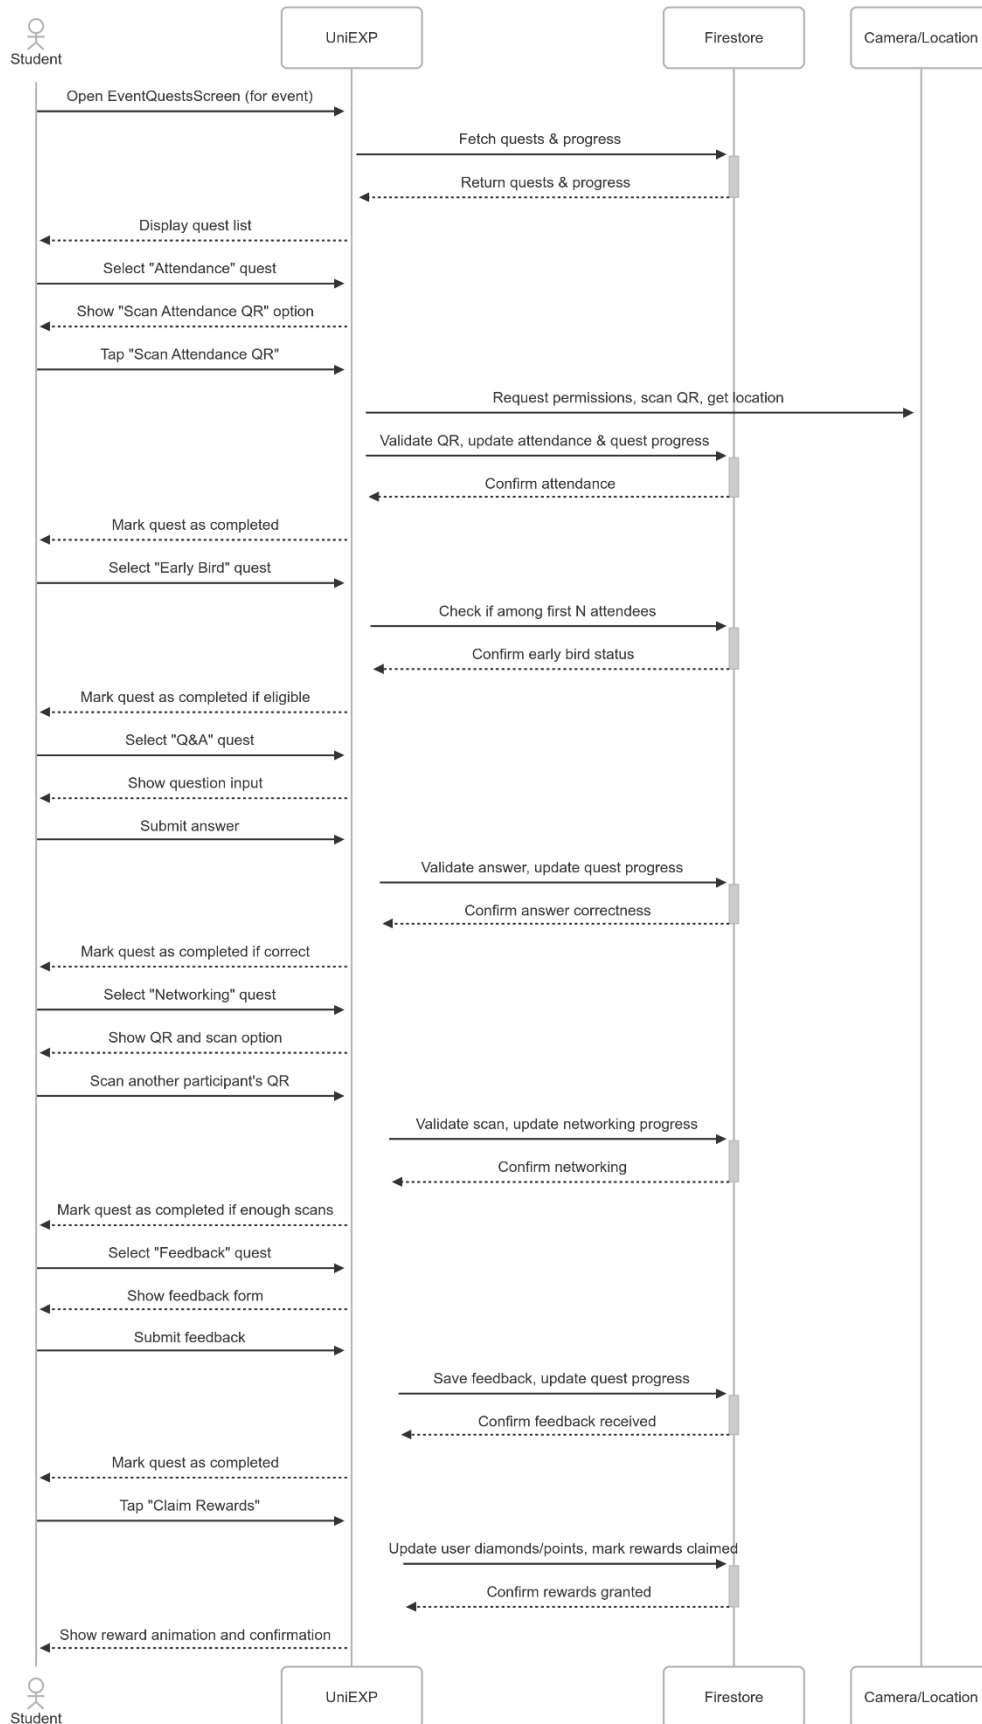 Student
UniEXP
Firestore
Camera/Location
Open EventQuestsScreen (for event)
Fetch quests & progress
Return quests & progress
Display quest list
Select "Attendance" quest
Show "Scan Attendance QR" option
Tap "Scan Attendance QR"
Request permissions, scan QR, get location
Validate QR, update attendance & quest progress
Confirm attendance
Mark quest as completed
Select "Early Bird" quest
Check if among first N attendees
Confirm early bird status
Mark quest as completed if eligible
Select "Q&A" quest
Show question input
Submit answer
Validate answer, update quest progress
Confirm answer correctness
Mark quest as completed if correct
Select "Networking" quest
Show QR and scan option
Scan another participant's QR
Validate scan, update networking progress
Confirm networking
Mark quest as completed if enough scans
Select "Feedback" quest
Show feedback form
Submit feedback
Save feedback, update quest progress
Confirm feedback received
Mark quest as completed
Tap "Claim Rewards"
Update user diamonds/points, mark rewards claimed
Confirm rewards granted
Show reward animation and confirmation
Student
UniEXP
Firestore
Camera/Location